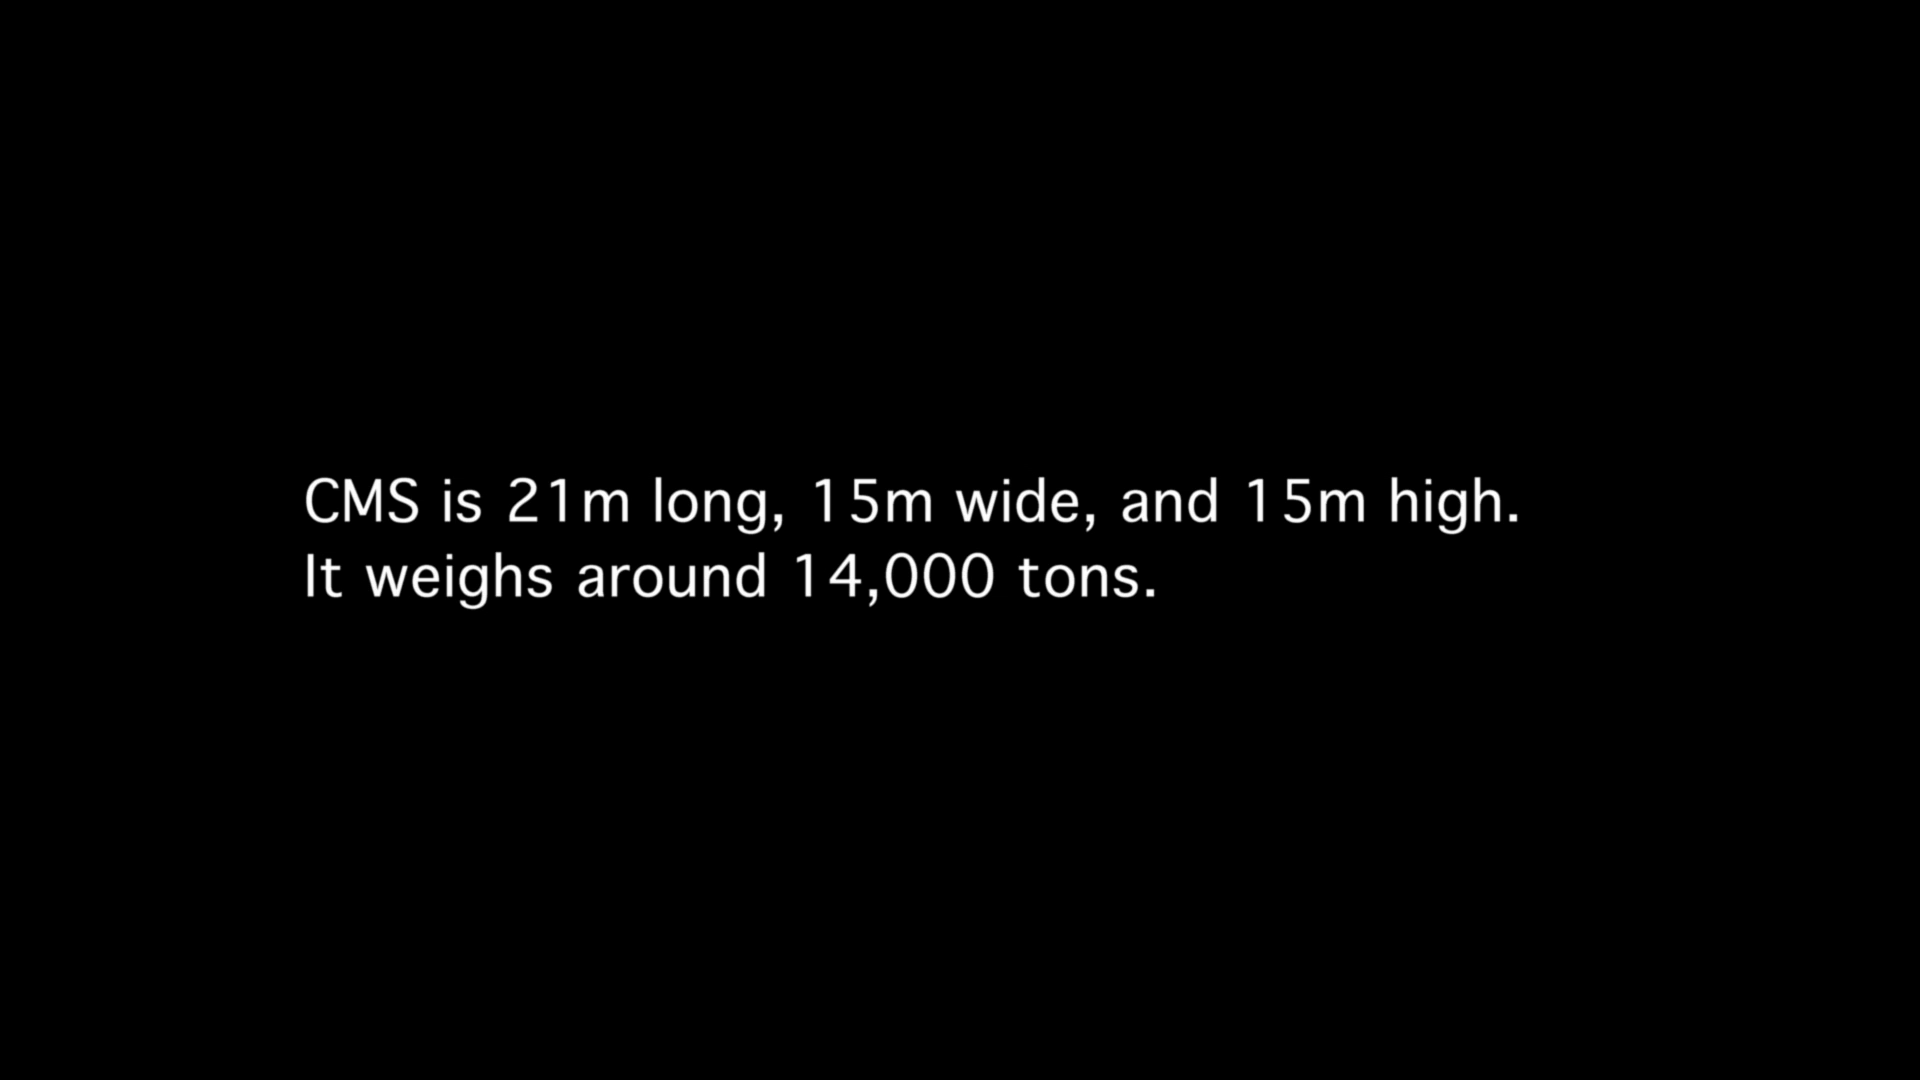 CMS is 21m long, 15m wide, and 15m high.
It weighs around 14,000 tons.